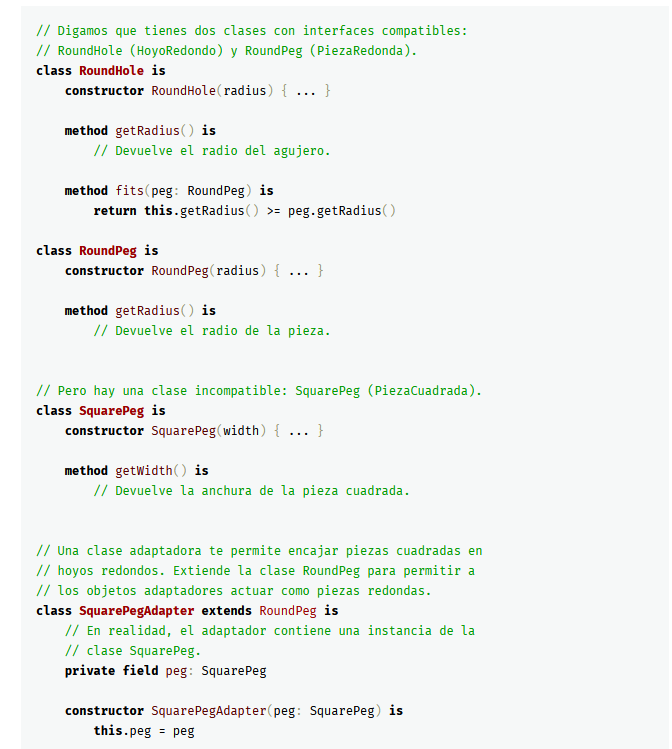 // Digamos que tienes dos clases con interfaces compatibles:
// RoundHole (HoyoRedondo) y RoundPeg (PiezaRedonda).
class RoundHole is
    constructor RoundHole(radius) { ... }

    method getRadius() is
        // Devuelve el radio del agujero.

    method fits(peg: RoundPeg) is
        return this.getRadius() >= peg.getRadius()

class RoundPeg is
    constructor RoundPeg(radius) { ... }

    method getRadius() is
        // Devuelve el radio de la pieza.


// Pero hay una clase incompatible: SquarePeg (PiezaCuadrada).
class SquarePeg is
    constructor SquarePeg(width) { ... }

    method getWidth() is
        // Devuelve la anchura de la pieza cuadrada.


// Una clase adaptadora te permite encajar piezas cuadradas en
// hoyos redondos. Extiende la clase RoundPeg para permitir a
// los objetos adaptadores actuar como piezas redondas.
class SquarePegAdapter extends RoundPeg is
    // En realidad, el adaptador contiene una instancia de la
    // clase SquarePeg.
    private field peg: SquarePeg

    constructor SquarePegAdapter(peg: SquarePeg) is
        this.peg = peg